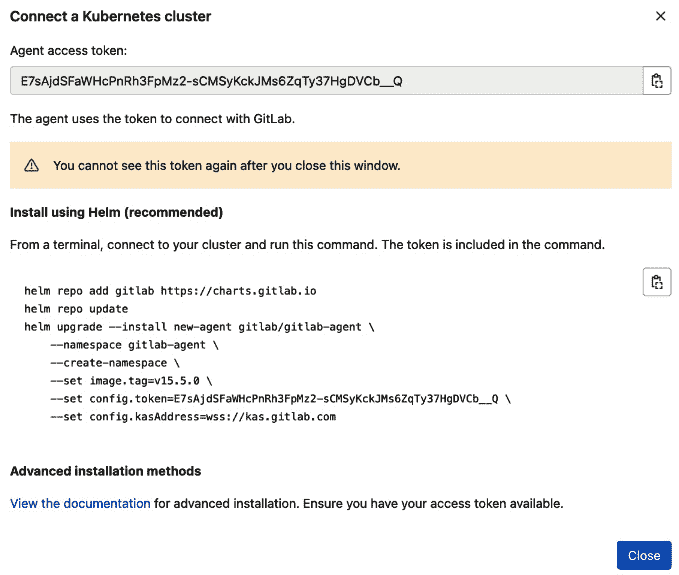 Connect a Kubernetes cluster
Agent access token:
E7sAjdSFaWHcPnRh3FpMz2-sCMSyKckJMs6ZqTy37HgDVCb__Q
The agent uses the token to connect with GitLab.
You cannot see this token again after you close this window.
Install using Helm (recommended)
From a terminal, connect to your cluster and run this command. The token is included in the command.
helm repo add gitlab https://charts.gitlab.io
helm repo update
helm upgrade --install new-agent gitlab/gitlab-agent \
    --namespace gitlab-agent \
    --create-namespace \
    --set image.tag=v15.5.0 \
    --set config.token=E7sAjdSFaWHcPnRh3FpMz2-sCMSyKckJMs6ZqTy37HgDVCb__Q \
    --set config.kasAddress=wss://kas.gitlab.com
Advanced installation methods
View the documentation for advanced installation. Ensure you have your access token available.
Close